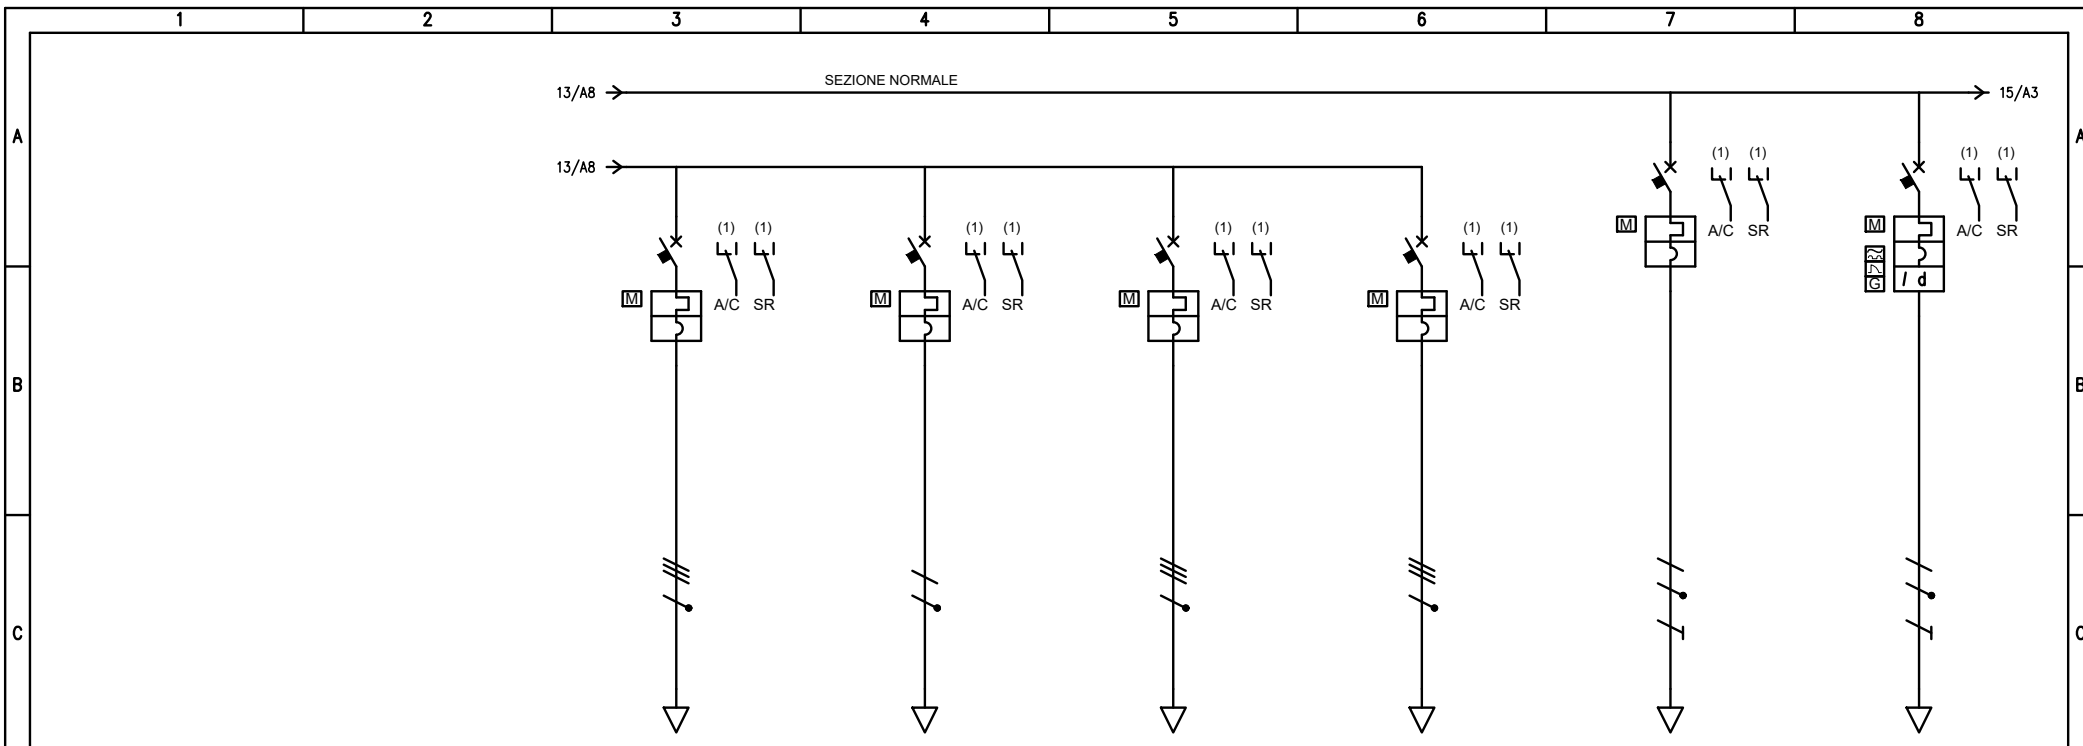 1 2 3 4 5 6 7 8
SEZIONE NORMALE
13/A8 15/A3
A A
(1) (1) (1) (1)
13/A8
(1) (1) (1) (1) (1) (1) (1) (1)
M A/C SR M A/C SR
M A/C SR M A/C SR M A/C SR M A/C SR
G I d
B B
C C